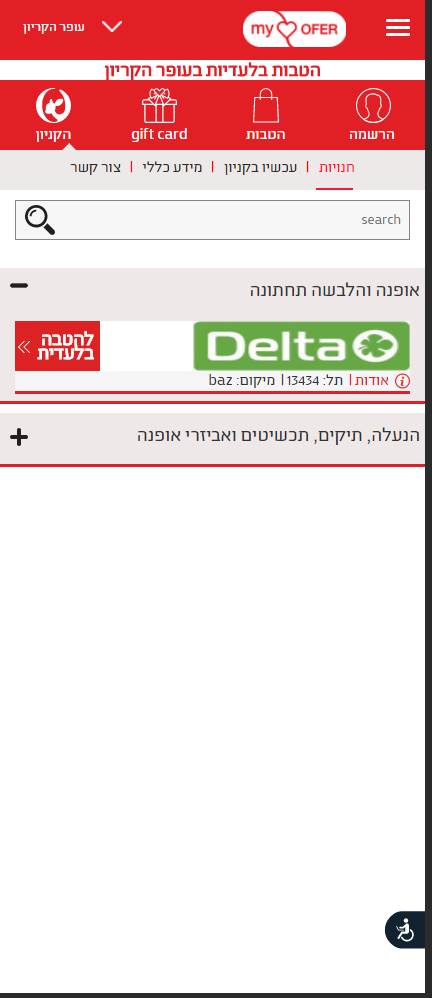 my OFER
עופר הקריון
הטבות בלעדיות בעופר הקריון
הרשמה
הטבות
gift card
הקניון
חנויות | עכשיו בקניון | מידע כללי | צור קשר
search
אופנה והלבשה תחתונה
Delta
להטבה
בלעדית
אודות | תל: 13434 | מיקום: baz
הנעלה, תיקים, תכשיטים ואביזרי אופנה